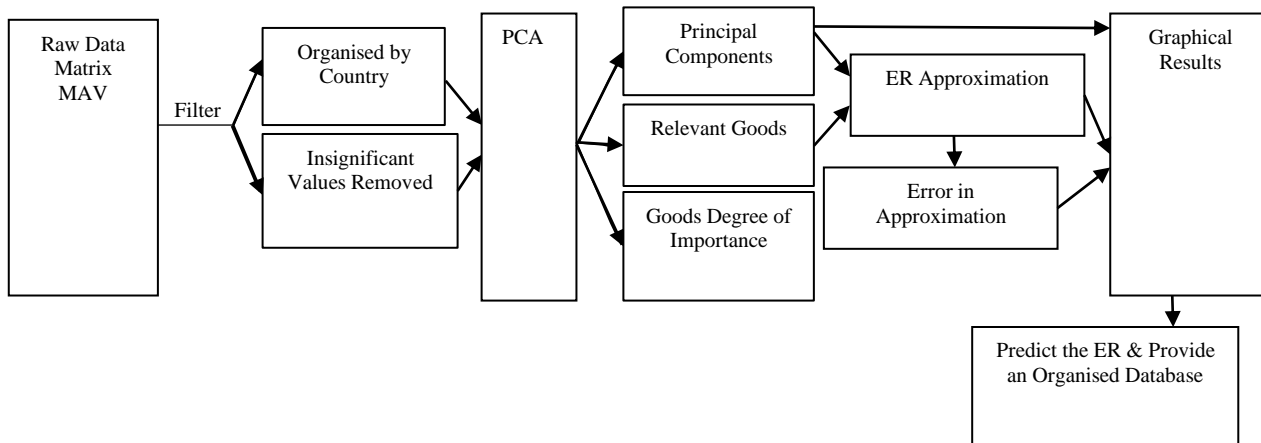 Raw Data
Matrix
MAV
Filter
Organised by
Country
Insignificant
Values Removed
PCA
Principal
Components
Relevant Goods
Goods Degree of
Importance
ER Approximation
Error in
Approximation
Graphical
Results
Predict the ER & Provide
an Organised Database